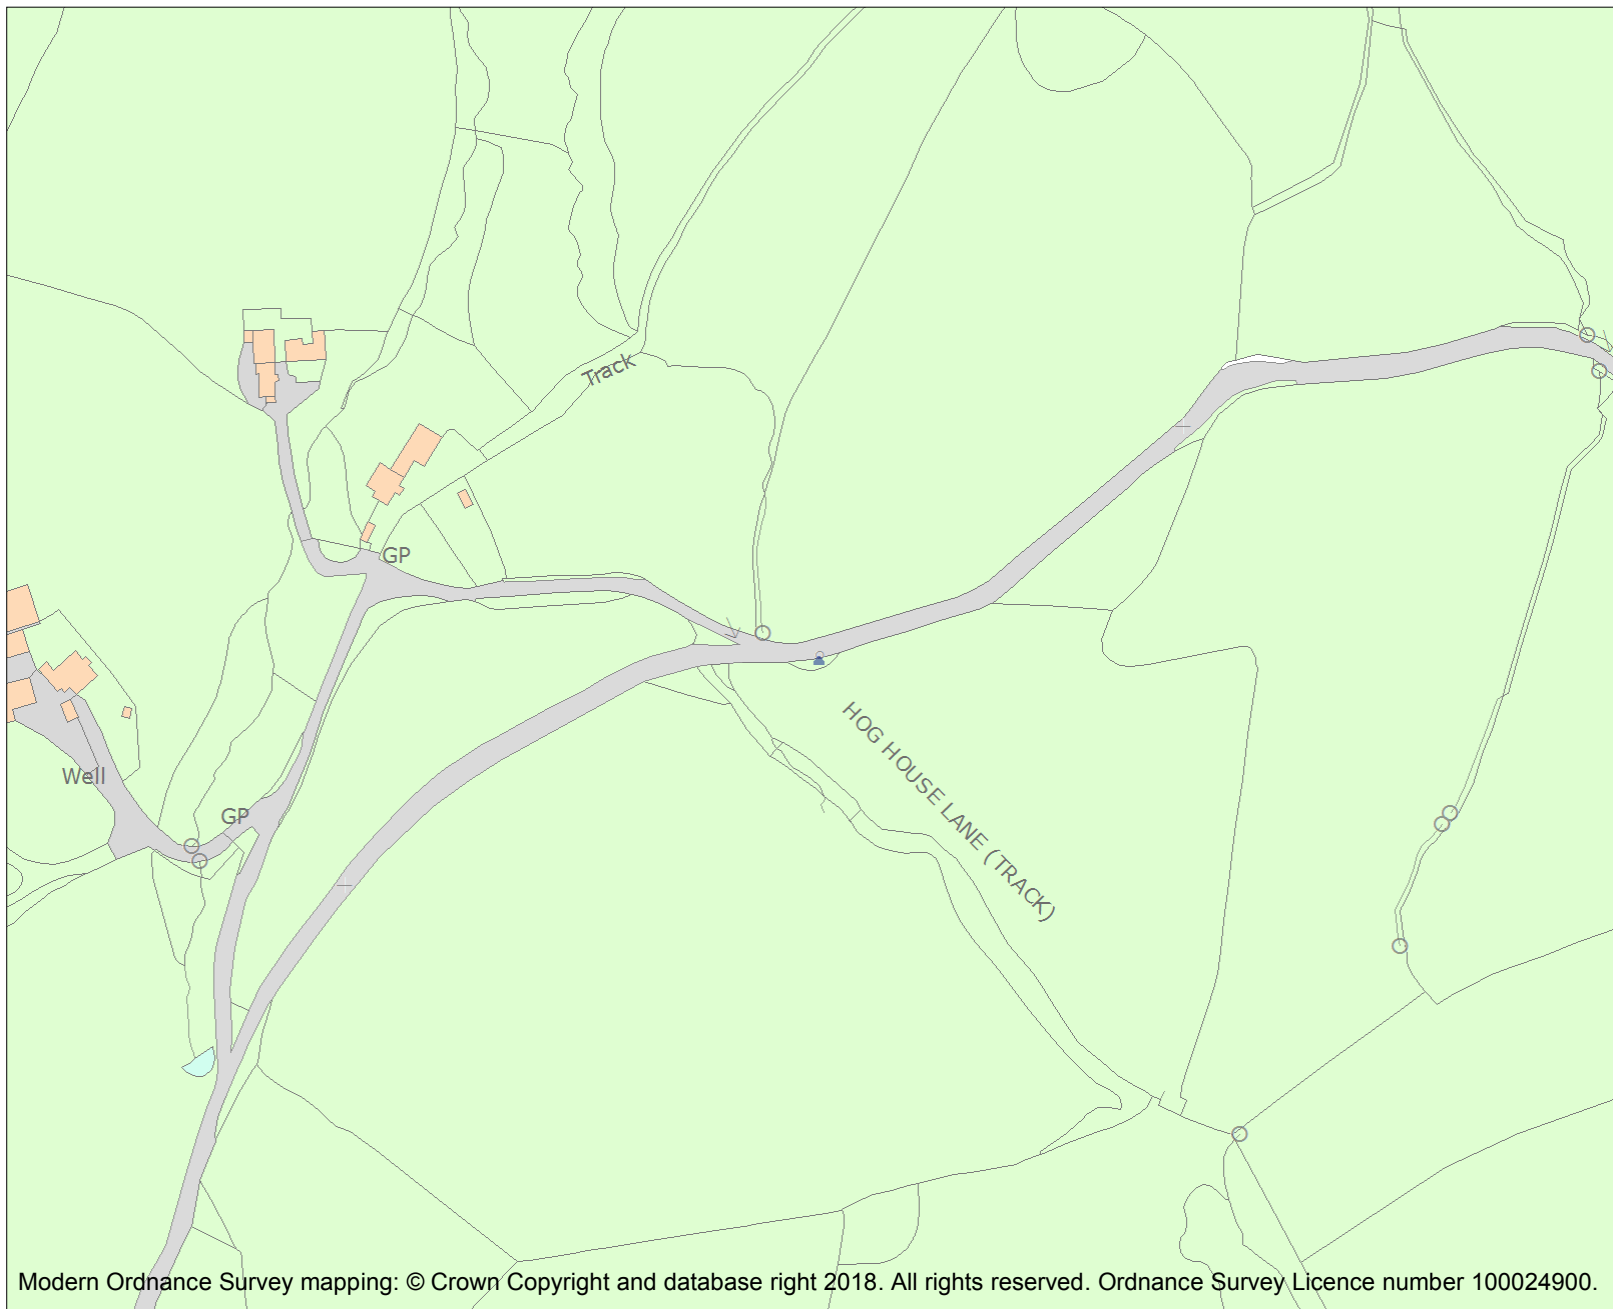 Track
GP
HOG HOUSE LANE (TRACK)
Well
GP
Modern Ordnance Survey mapping: © Crown Copyright and database right 2018. All rights reserved. Ordnance Survey Licence number 100024900.